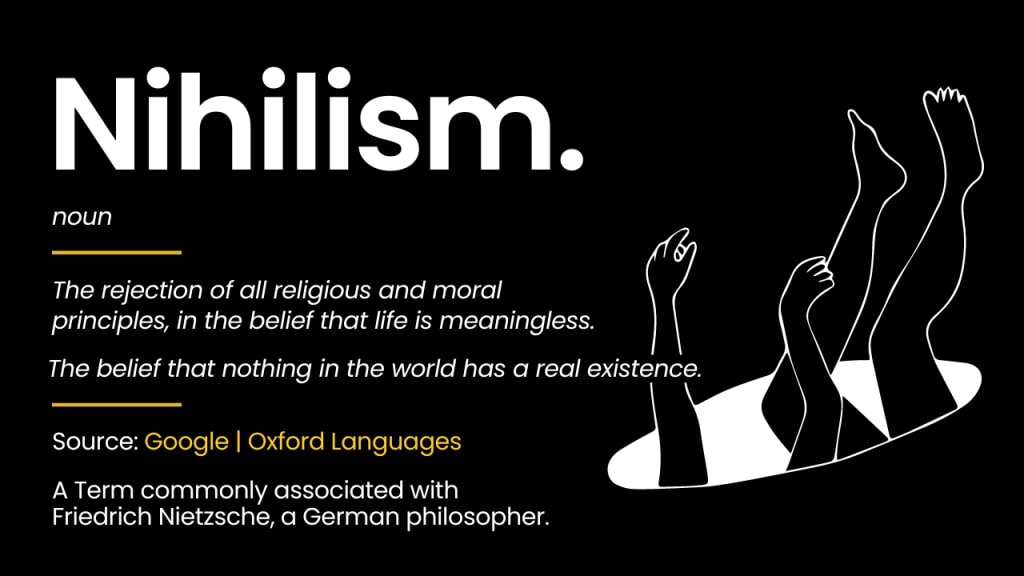 Nihilism.
noun
The rejection of all religious and moral
principles, in the belief that life is meaningless.
The belief that nothing in the world has a real existence.
Source: Google | Oxford Languages
A Term commonly associated with
Friedrich Nietzsche, a German philosopher.